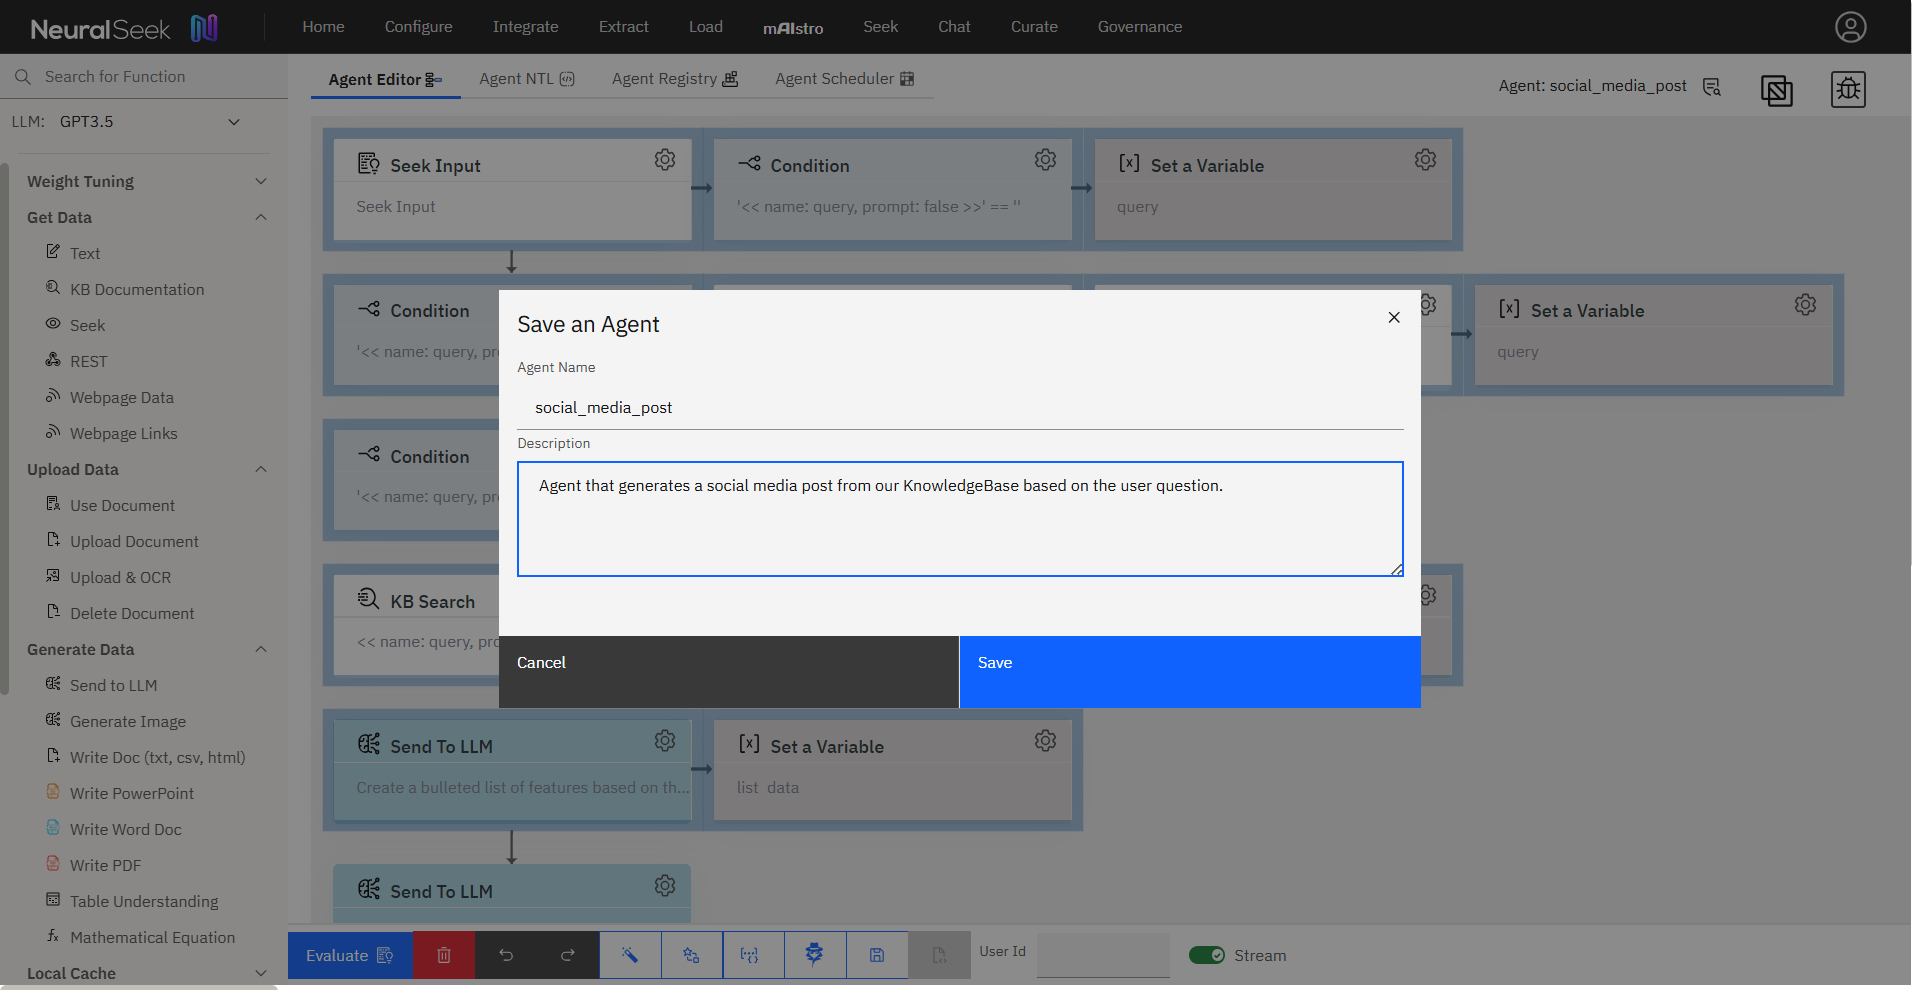 NeuralSeek
Home Configure Integrate Extract Load mAIstro Seek Chat Curate Governance
Search for Function
Agent Editor Agent NTL Agent Registry Agent Scheduler
Agent: social_media_post
LLM: GPT3.5
Weight Tuning
Get Data
Text
KB Documentation
Seek
REST
Webpage Data
Webpage Links
Upload Data
Use Document
Upload Document
Upload & OCR
Delete Document
Generate Data
Send to LLM
Generate Image
Write Doc (txt, csv, html)
Write PowerPoint
Write Word Doc
Write PDF
Table Understanding
Mathematical Equation
Local Cache
Seek Input
Seek Input
Condition
'<< name: query, prompt: false >>' == ''
[x] Set a Variable
query
Condition
'<< name: query, pro
[x] Set a Variable
query
Condition
'<< name: query, pro
KB Search
<< name: query, pro
Send To LLM
Create a bulleted list of features based on th...
[x] Set a Variable
list data
Send To LLM
Save an Agent
Agent Name
social_media_post
Description
Agent that generates a social media post from our KnowledgeBase based on the user question.
Cancel
Save
Evaluate
User Id
Stream